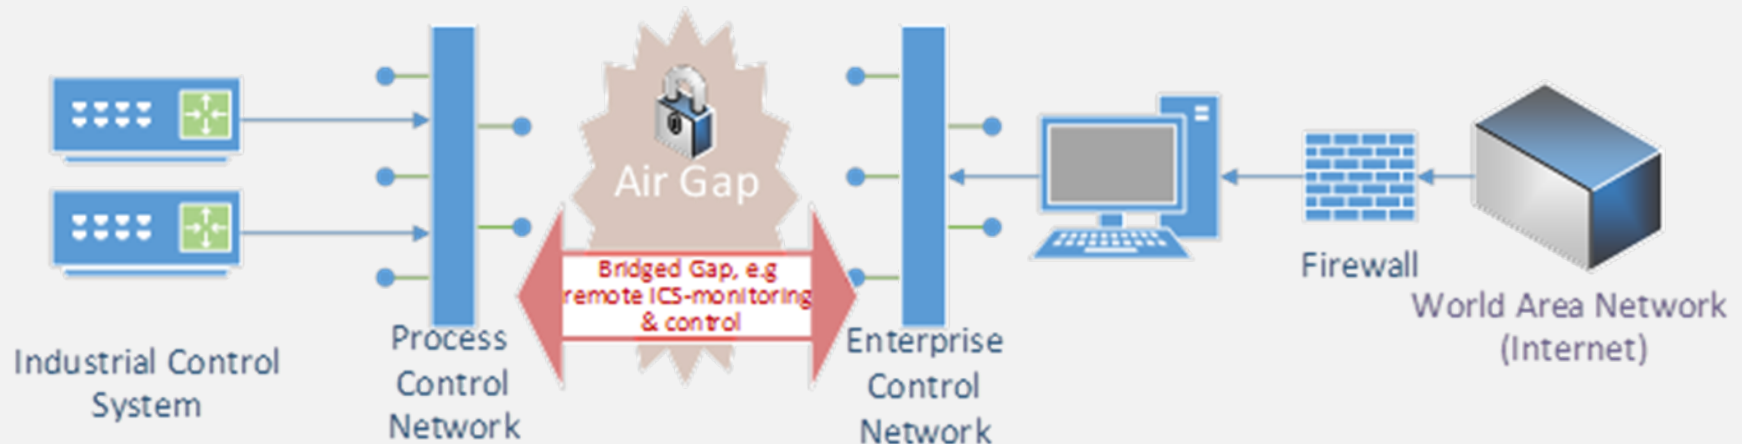 Air Gap
Bridged Gap, e.g
remote ICS-monitoring
& control
Industrial Control
System
Process
Control
Network
Enterprise
Control
Network
Firewall
World Area Network
(Internet)